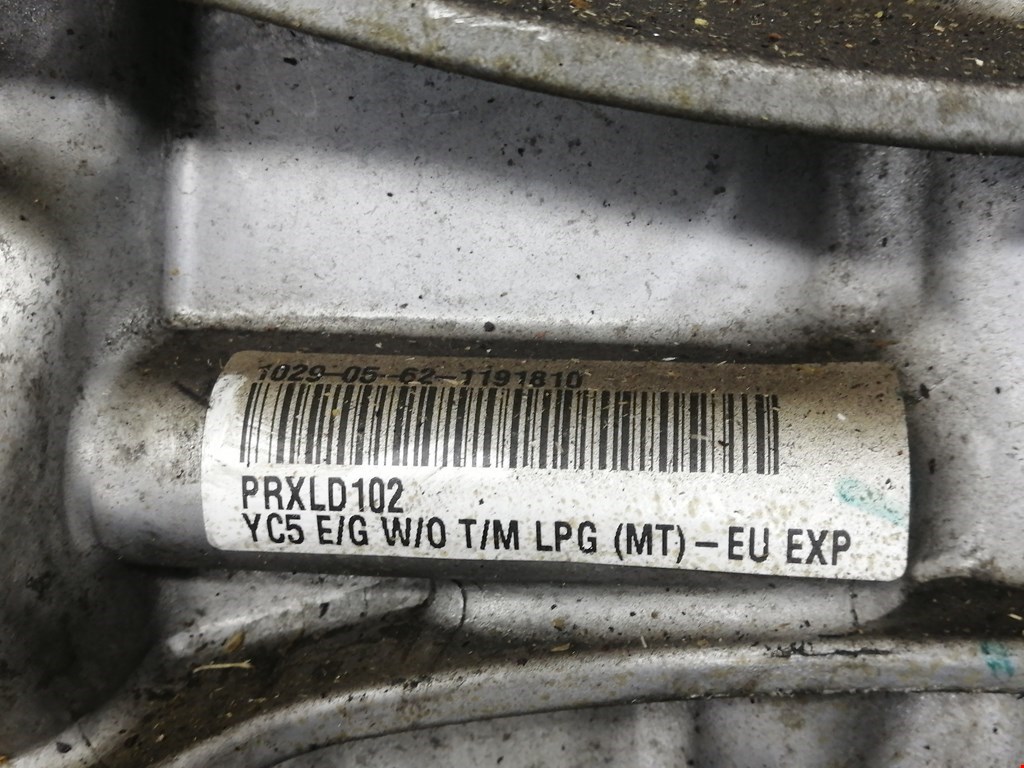 1029-05-62-1191810
PRXLD102
YC5 E/G W/O T/M LPG (MT) – EU EXP